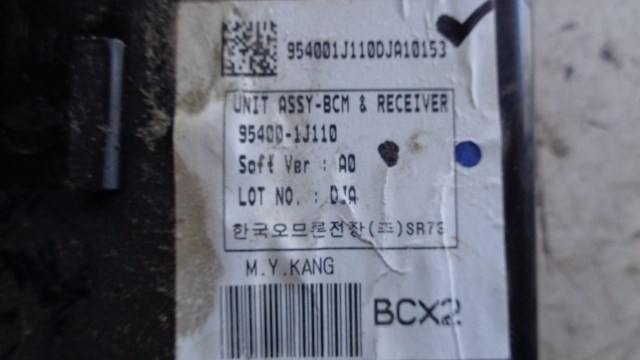 954001J110DJA10153
UNIT ASSY-BCM & RECEIVER
95400-1J110
Soft Ver : A0
LOT NO. : DJA
한국오므론전장(주)SR73
M.Y.KANG
BCX2